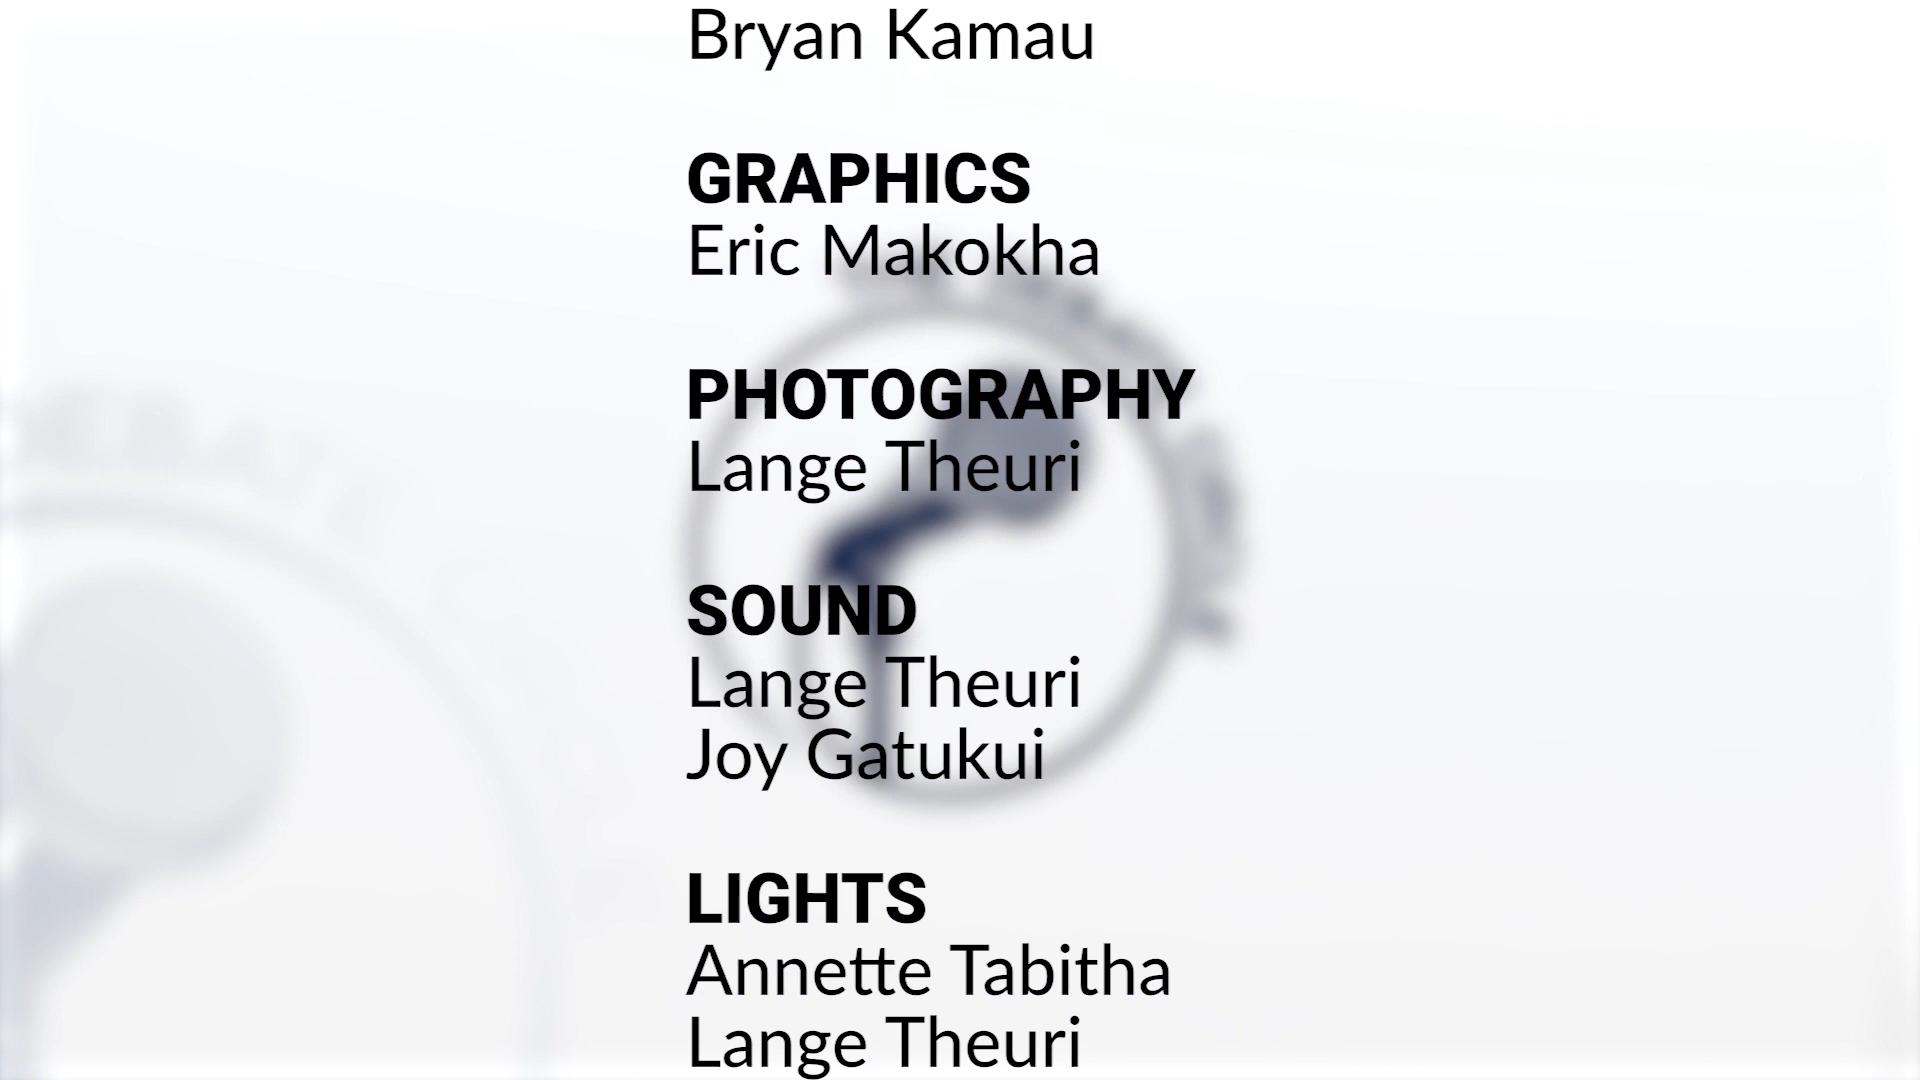 Bryan Kamau
GRAPHICS
Eric Makokha
PHOTOGRAPHY
Lange Theuri
SOUND
Lange Theuri
Joy Gatukui
LIGHTS
Annette Tabitha
Lange Theuri